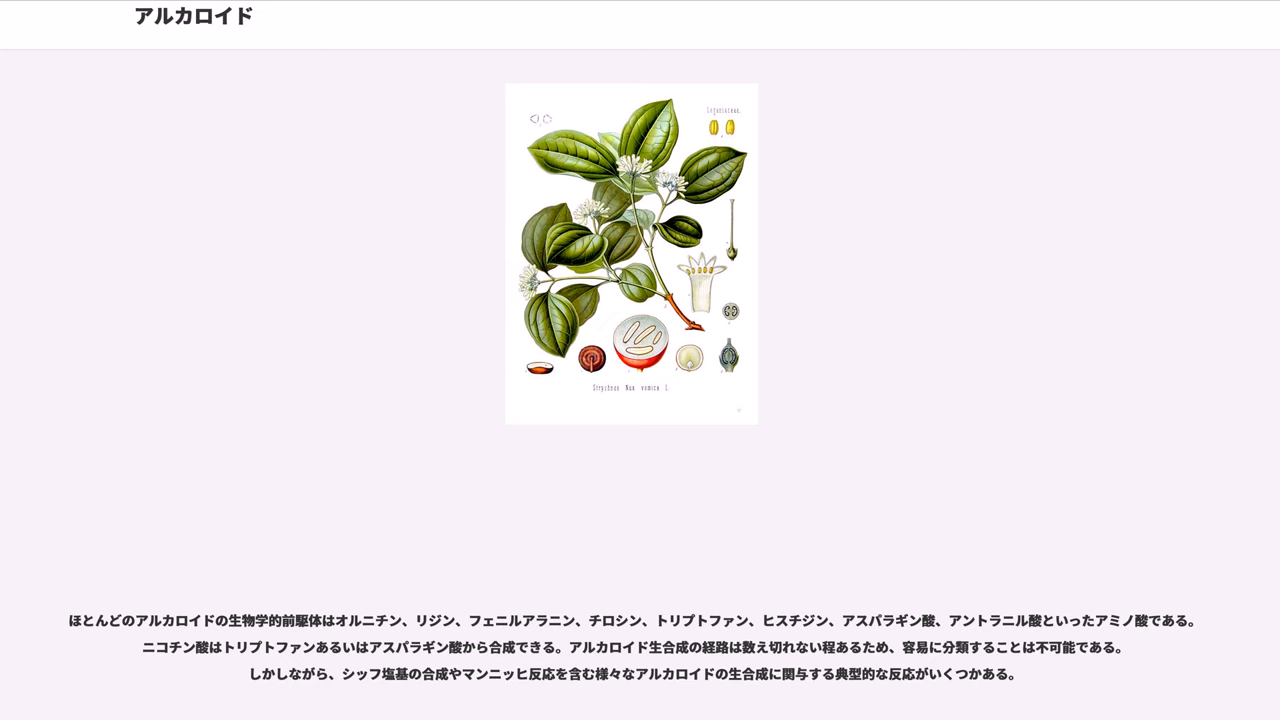 アルカロイド
Loganiaceae.
Strychnos Nux vomica L.
ほとんどのアルカロイドの生物学的前駆体はオルニチン、リジン、フェニルアラニン、チロシン、トリプトファン、ヒスチジン、アスパラギン酸、アントラニル酸といったアミノ酸である。
ニコチン酸はトリプトファンあるいはアスパラギン酸から合成できる。アルカロイド生合成の経路は数え切れない程あるため、容易に分類することは不可能である。
しかしながら、シッフ塩基の合成やマンニッヒ反応を含む様々なアルカロイドの生合成に関与する典型的な反応がいくつかある。